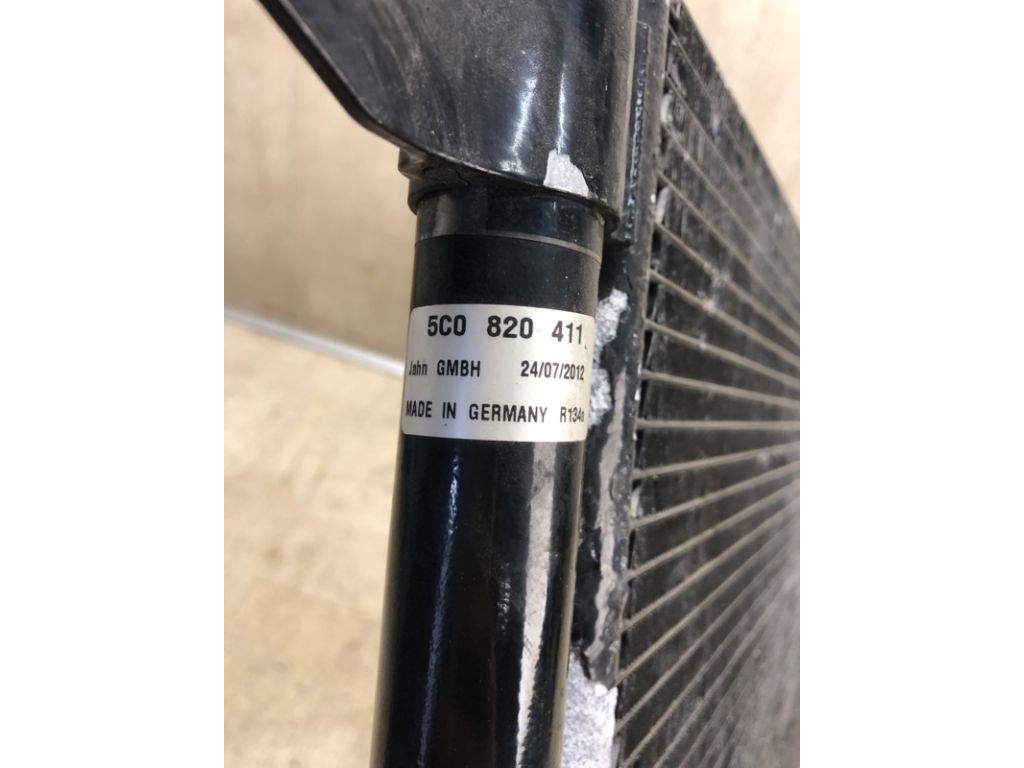 5C0 820 411
Jahn GMBH 24/07/2012
MADE IN GERMANY R134a